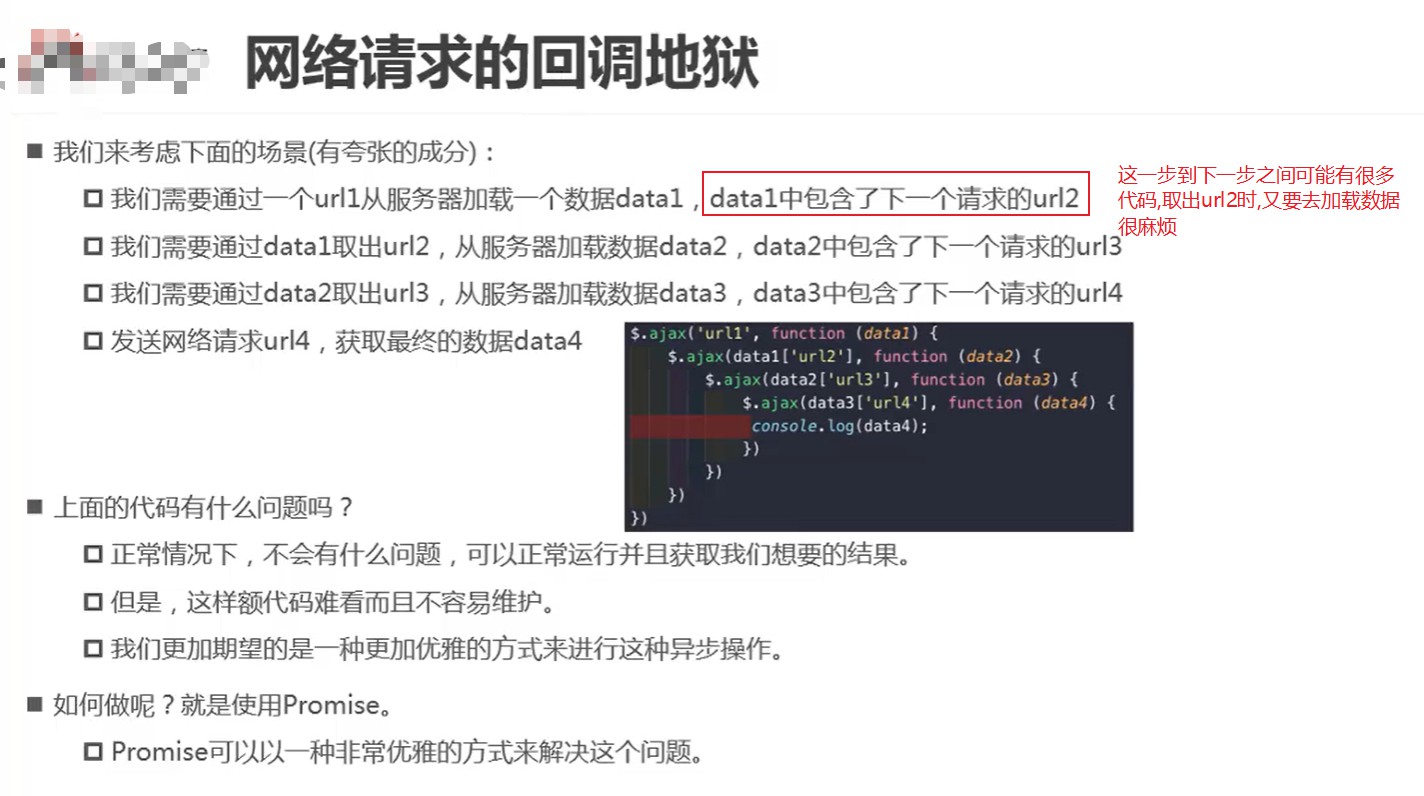 网络请求的回调地狱
我们来考虑下面的场景(有夸张的成分)：
我们需要通过一个url1从服务器加载一个数据data1，data1中包含了下一个请求的url2
这一步到下一步之间可能有很多
代码,取出url2时,又要去加载数据
很麻烦
我们需要通过data1取出url2，从服务器加载数据data2，data2中包含了下一个请求的url3
我们需要通过data2取出url3，从服务器加载数据data3，data3中包含了下一个请求的url4
发送网络请求url4，获取最终的数据data4
$.ajax('url1', function (data1) {
$.ajax(data1['url2'], function (data2) {
$.ajax(data2['url3'], function (data3) {
$.ajax(data3['url4'], function (data4) {
console.log(data4);
})
})
})
})
上面的代码有什么问题吗？
正常情况下，不会有什么问题，可以正常运行并且获取我们想要的结果。
但是，这样额代码难看而且不容易维护。
我们更加期望的是一种更加优雅的方式来进行这种异步操作。
如何做呢？就是使用Promise。
Promise可以以一种非常优雅的方式来解决这个问题。